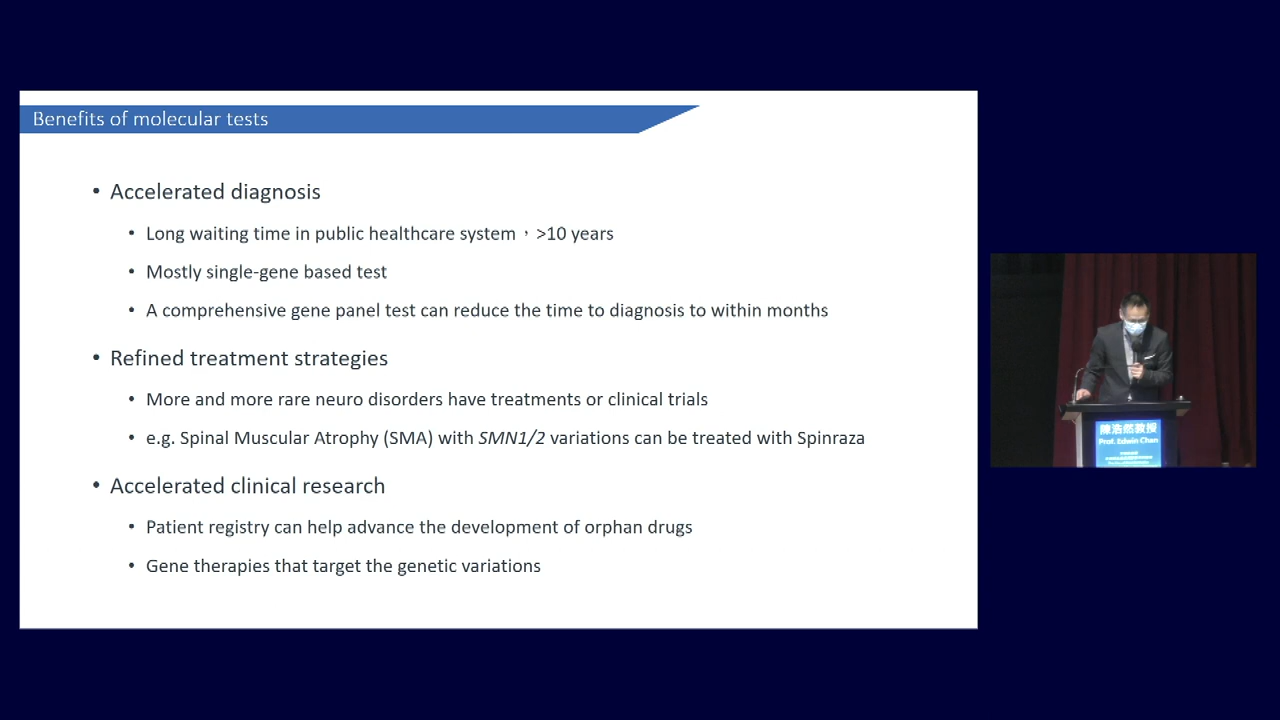 Benefits of molecular tests
• Accelerated diagnosis
• Long waiting time in public healthcare system，>10 years
• Mostly single-gene based test
• A comprehensive gene panel test can reduce the time to diagnosis to within months
• Refined treatment strategies
• More and more rare neuro disorders have treatments or clinical trials
• e.g. Spinal Muscular Atrophy (SMA) with SMN1/2 variations can be treated with Spinraza
• Accelerated clinical research
• Patient registry can help advance the development of orphan drugs
• Gene therapies that target the genetic variations
陳浩然教授
Prof. Edwin Chan